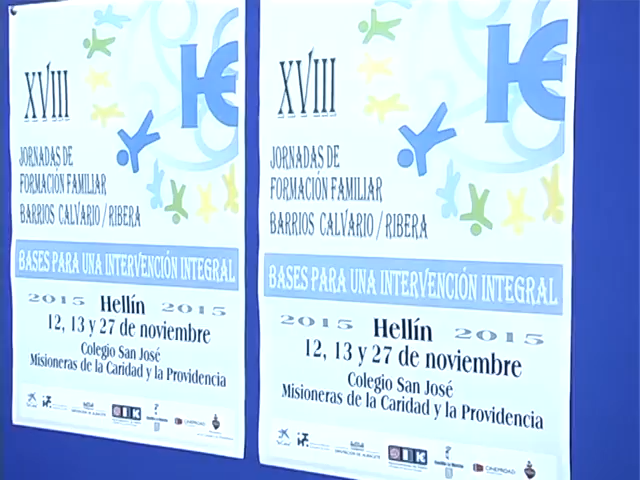 XVIII
JORNADAS DE
FORMACIÓN FAMILIAR
BARRIOS CALVARIO / RIBERA
BASES PARA UNA INTERVENCIÓN INTEGRAL
2015 Hellín 2015
12, 13 y 27 de noviembre
Colegio San José
Misioneras de la Caridad y la Providencia
XVIII
JORNADAS DE
FORMACIÓN FAMILIAR
BARRIOS CALVARIO / RIBERA
BASES PARA UNA INTERVENCIÓN INTEGRAL
2015 Hellín 2015
12, 13 y 27 de noviembre
Colegio San José
Misioneras de la Caridad y la Providencia